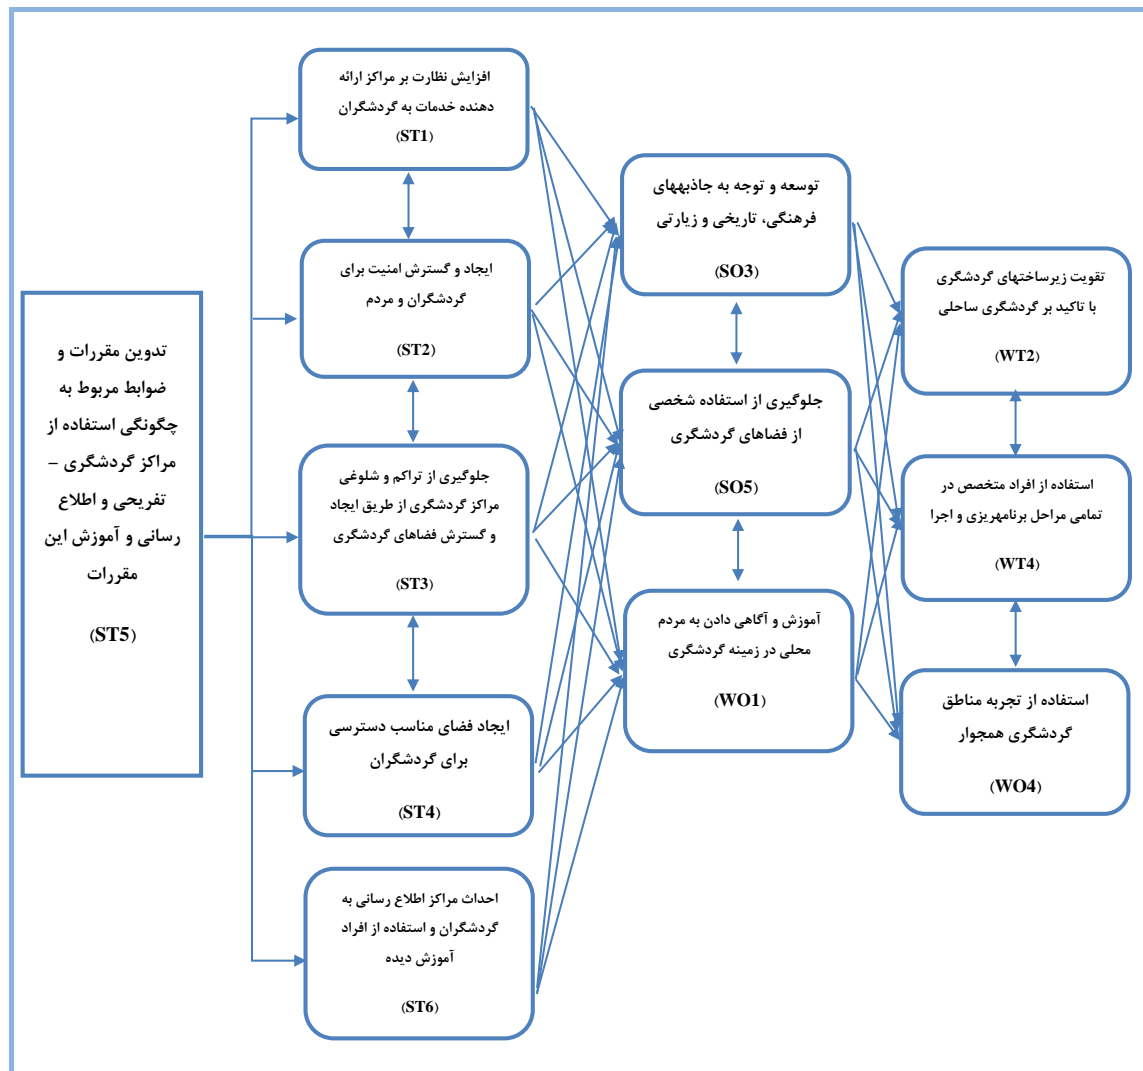 تدوین مقررات و
ضوابط مربوط به
چگونگی استفاده از
مراکز گردشگری –
تفریحی و اطلاع
رسانی و آموزش این
مقررات
(ST5)
افزایش نظارت بر مراکز ارائه
دهنده خدمات به گردشگران
(ST1)
ایجاد و گسترش امنیت برای
گردشگران و مردم
(ST2)
جلوگیری از تراکم و شلوغی
مراکز گردشگری از طریق ایجاد
و گسترش فضاهای گردشگری
(ST3)
ایجاد فضای مناسب دسترسی
برای گردشگران
(ST4)
احداث مراکز اطلاع رسانی به
گردشگران و استفاده از افراد
آموزش دیده
(ST6)
توسعه و توجه به جاذبههای
فرهنگی، تاریخی و زیارتی
(SO3)
جلوگیری از استفاده شخصی
از فضاهای گردشگری
(SO5)
آموزش و آگاهی دادن به مردم
محلی در زمینه گردشگری
(WO1)
تقویت زیرساختهای گردشگری
با تاکید بر گردشگری ساحلی
(WT2)
استفاده از افراد متخصص در
تمامی مراحل برنامهریزی و اجرا
(WT4)
استفاده از تجربه مناطق
گردشگری همجوار
(WO4)